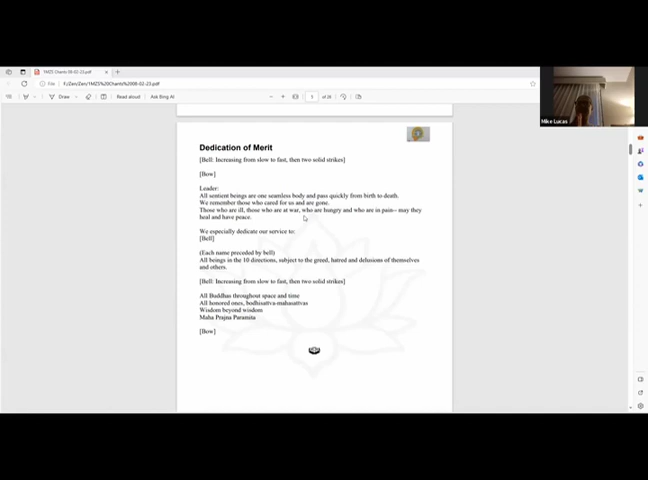 Read aloud
Ask Bing AI
Draw
Mike Lucas
Dedication of Merit
[Bell: Increasing from slow to fast, then two solid strikes]
[Bow]
Leader:
All sentient beings are one seamless body and pass quickly from birth to death.
We remember those who cared for us and are gone.
Those who are ill, those who are at war, who are hungry and who are in pain-- may they
heal and have peace.
We especially dedicate our service to:
[Bell]
(Each name preceded by bell)
All beings in the 10 directions, subject to the greed, hatred and delusions of themselves
and others.
[Bell: Increasing from slow to fast, then two solid strikes]
All Buddhas throughout space and time
All honored ones, bodhisattva-mahasattvas
Wisdom beyond wisdom
Maha Prajna Paramita
[Bow]